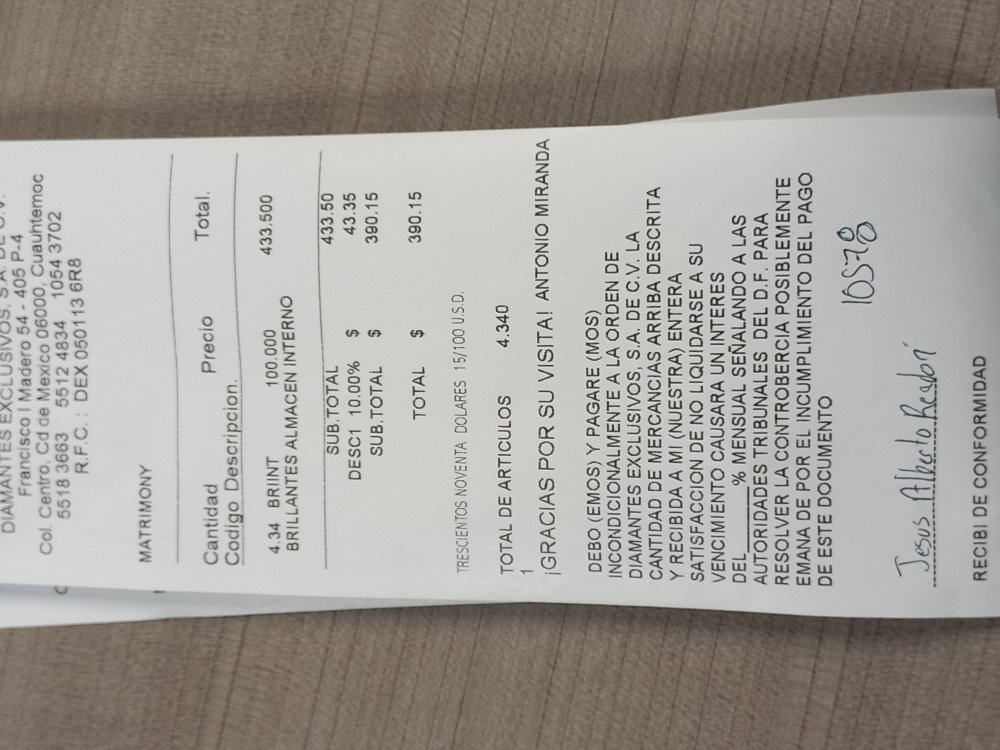 DIAMANTES EXCLUSIVOS, S.A. DE C.V.
Francisco I Madero 54 - 405 P-4
Col. Centro, Cd de Mexico 06000, Cuauhtemoc
5518 3663 5512 4834 1054 3702
R.F.C. : DEX 050113 6R8
MATRIMONY
Cantidad Precio Total.
Codigo Descripcion.
4.34 BRIINT 100.000 433.500
BRILLANTES ALMACEN INTERNO
SUB.TOTAL 433.50
DESC1 10.00% $ 43.35
SUB.TOTAL $ 390.15
TOTAL $ 390.15
TRESCIENTOS NOVENTA DOLARES 15/100 U.S.D.
TOTAL DE ARTICULOS 4.340
1
¡GRACIAS POR SU VISITA! ANTONIO MIRANDA
DEBO (EMOS) Y PAGARE (MOS)
INCONDICIONALMENTE A LA ORDEN DE
DIAMANTES EXCLUSIVOS, S.A. DE C.V. LA
CANTIDAD DE MERCANCIAS ARRIBA DESCRITA
Y RECIBIDA A MI (NUESTRA) ENTERA
SATISFACCION DE NO LIQUIDARSE A SU
VENCIMIENTO CAUSARA UN INTERES
DEL______% MENSUAL SEÑALANDO A LAS
AUTORIDADES TRIBUNALES DEL D.F. PARA
RESOLVER LA CONTROBERCIA POSIBLEMENTE
EMANA DE POR EL INCUMPLIMIENTO DEL PAGO
DE ESTE DOCUMENTO
10578
Jesus Alberto
RECIBI DE CONFORMIDAD